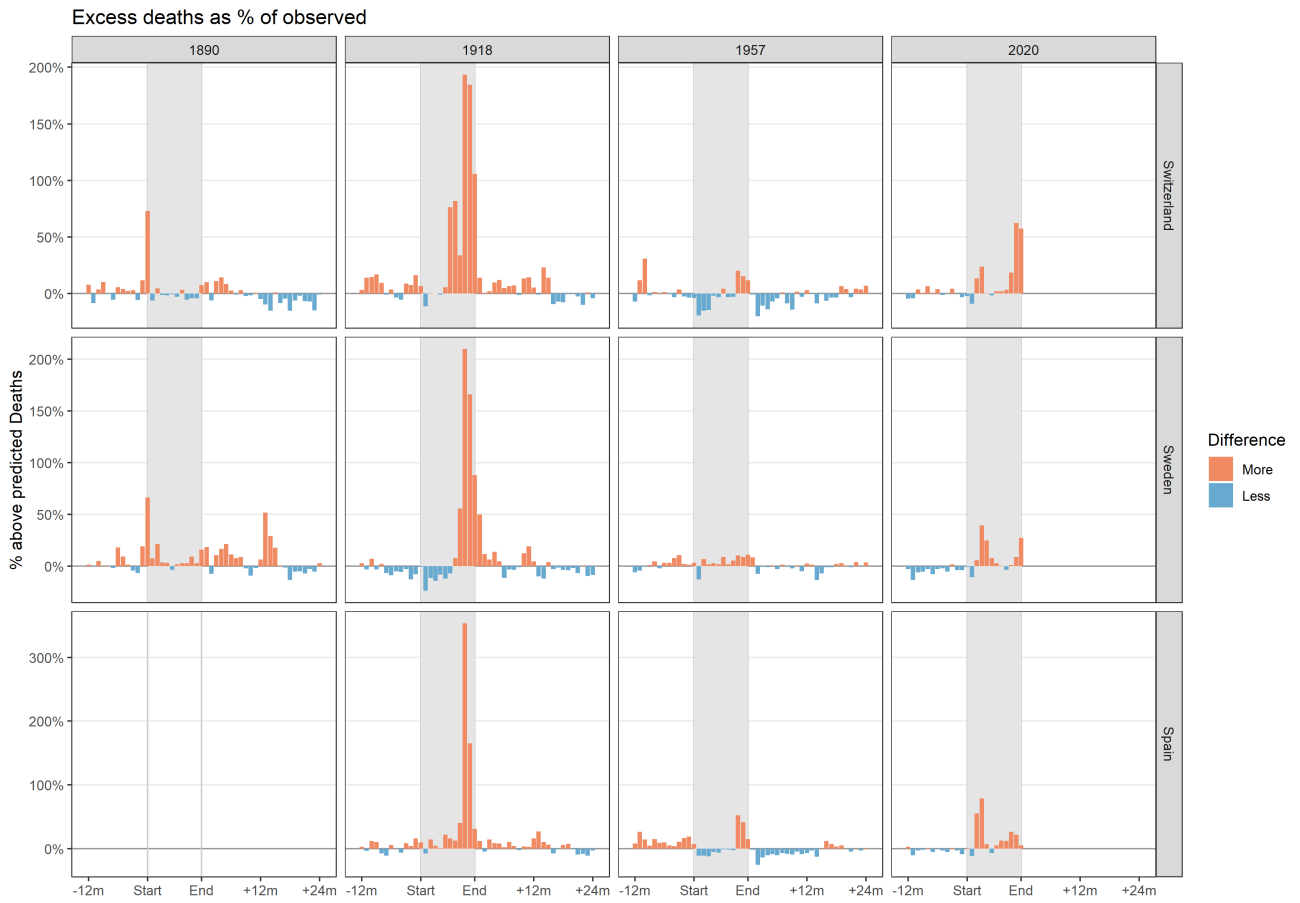 Excess deaths as % of observed
1890 1918 1957 2020
200%
150%
100%
50%
0%
Switzerland
200%
150%
100%
50%
0%
Sweden
% above predicted Deaths
Difference
More
Less
300%
200%
100%
0%
Spain
-12m Start End +12m +24m -12m Start End +12m +24m -12m Start End +12m +24m -12m Start End +12m +24m